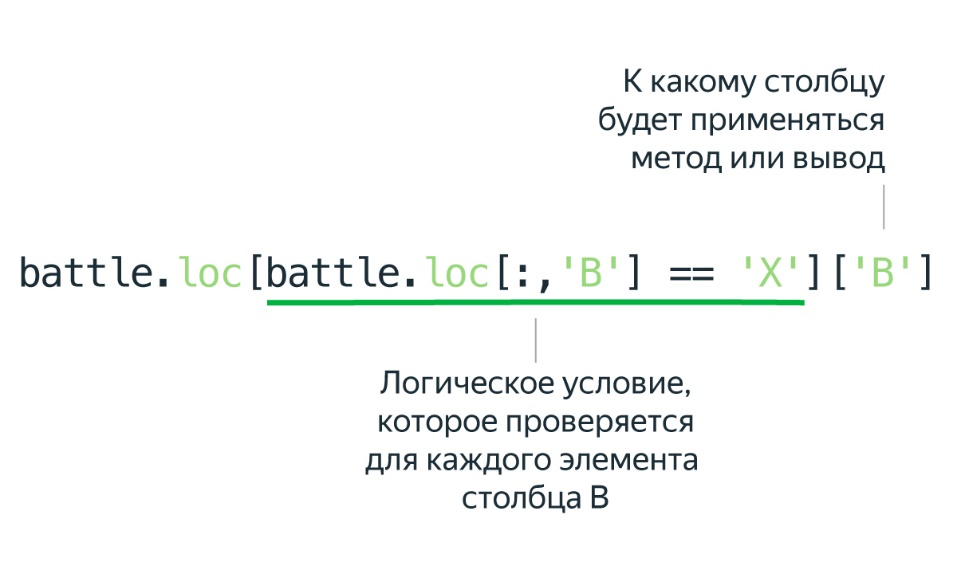 К какому столбцу
будет применяться
метод или вывод
battle.loc[battle.loc[:,'B'] == 'X']['B']
Логическое условие,
которое проверяется
для каждого элемента
столбца B